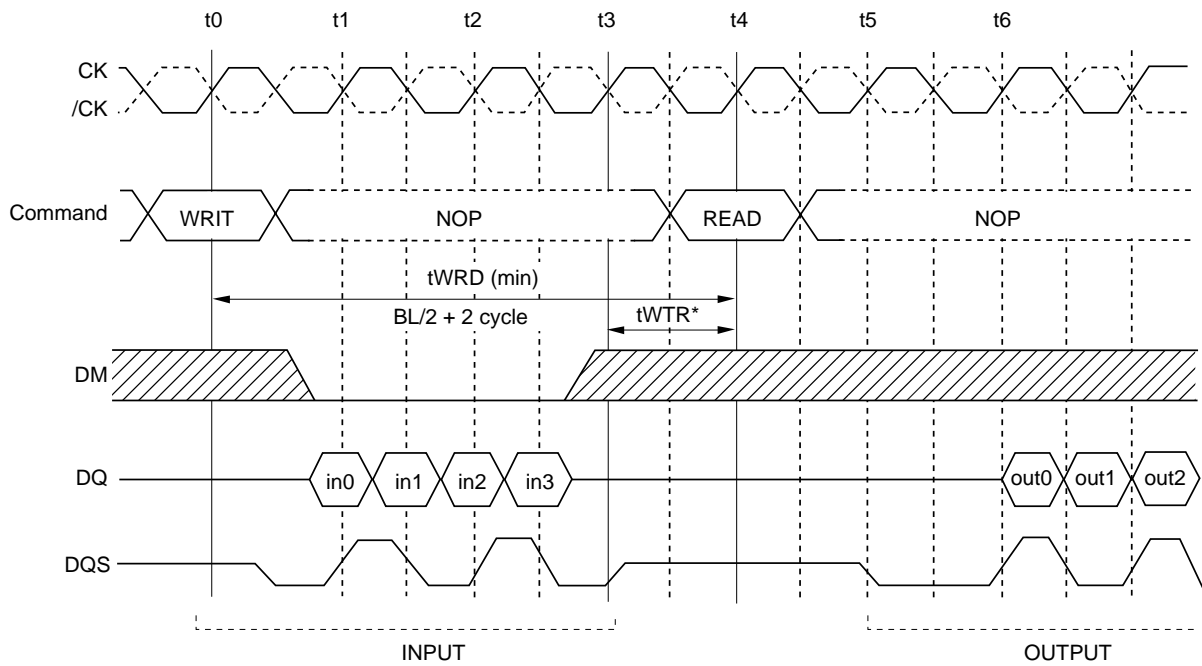 t0 t1 t2 t3 t4 t5 t6
CK
/CK
Command WRIT NOP READ NOP
tWRD (min)
BL/2 + 2 cycle tWTR*
DM
DQ in0 in1 in2 in3 out0 out1 out2
DQS
INPUT OUTPUT